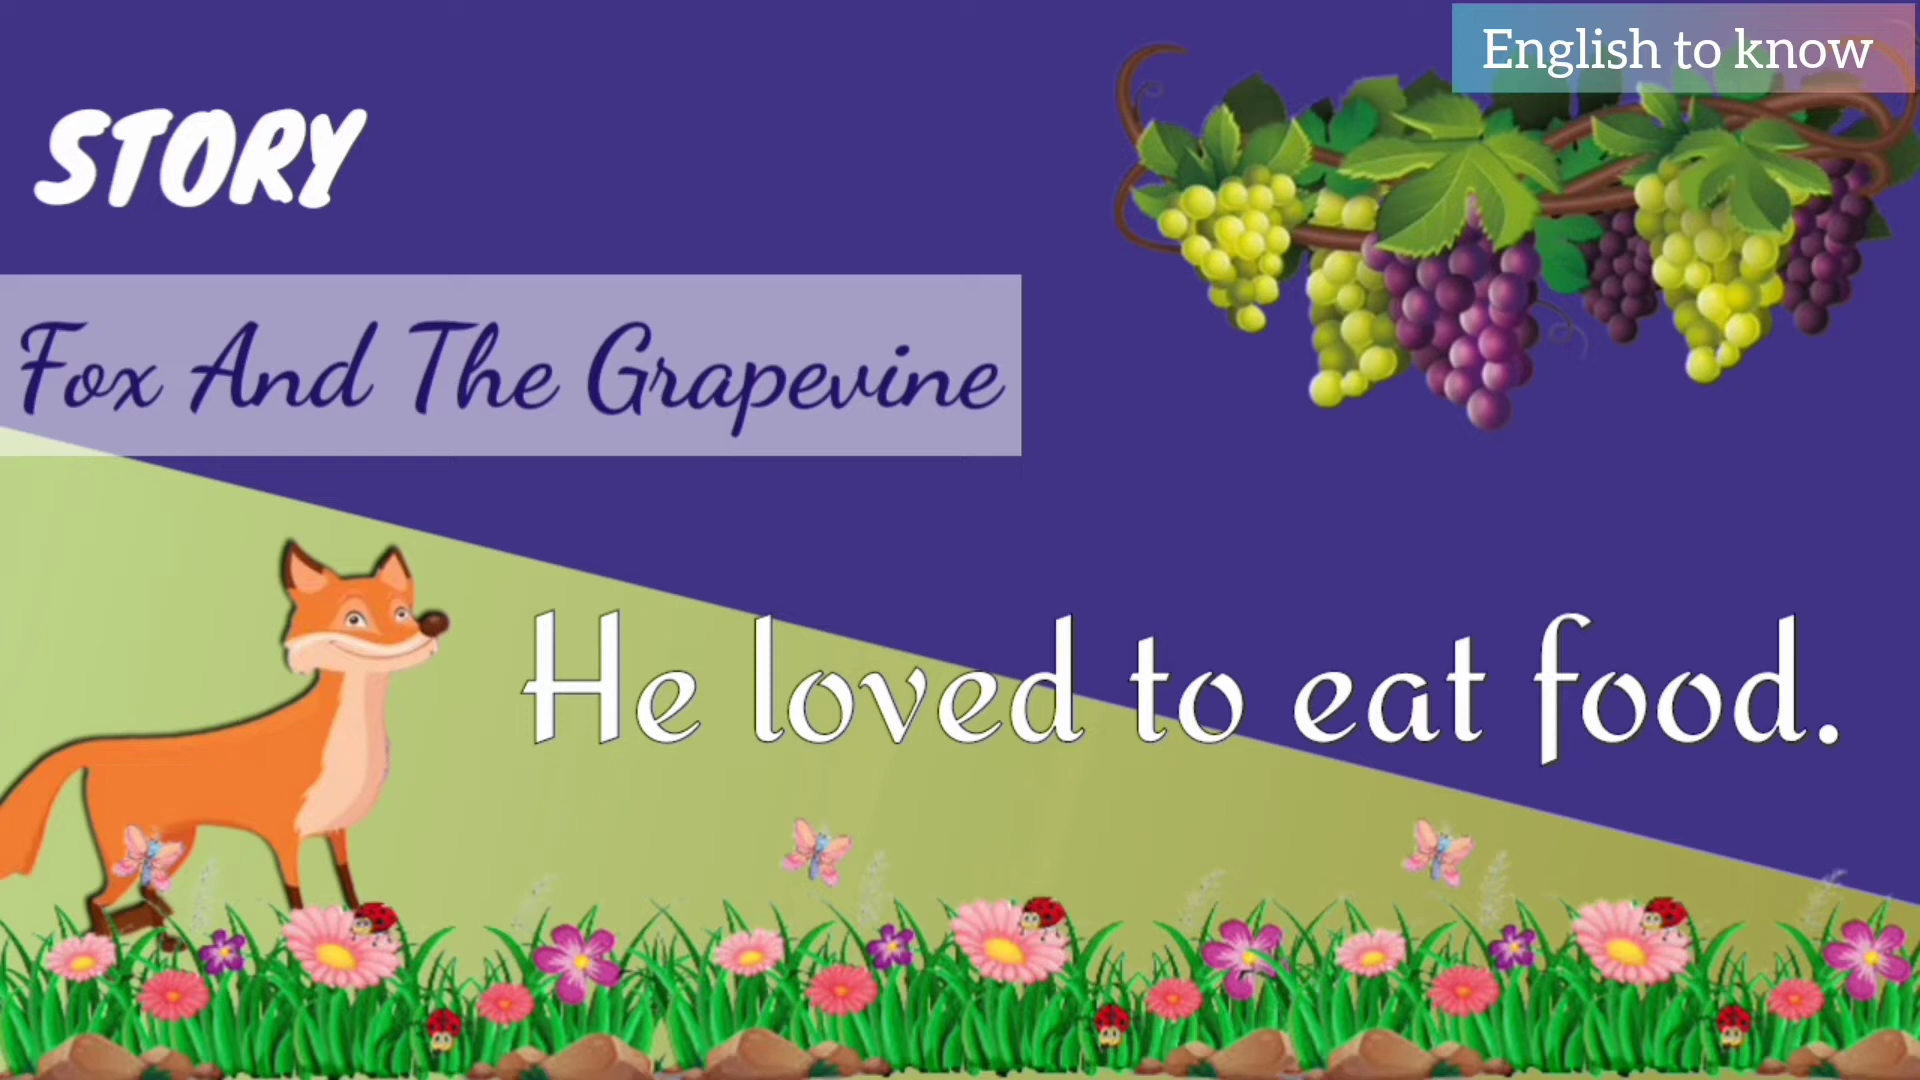 English to know
STORY
Fox And The Grapevine
He loved to eat food.